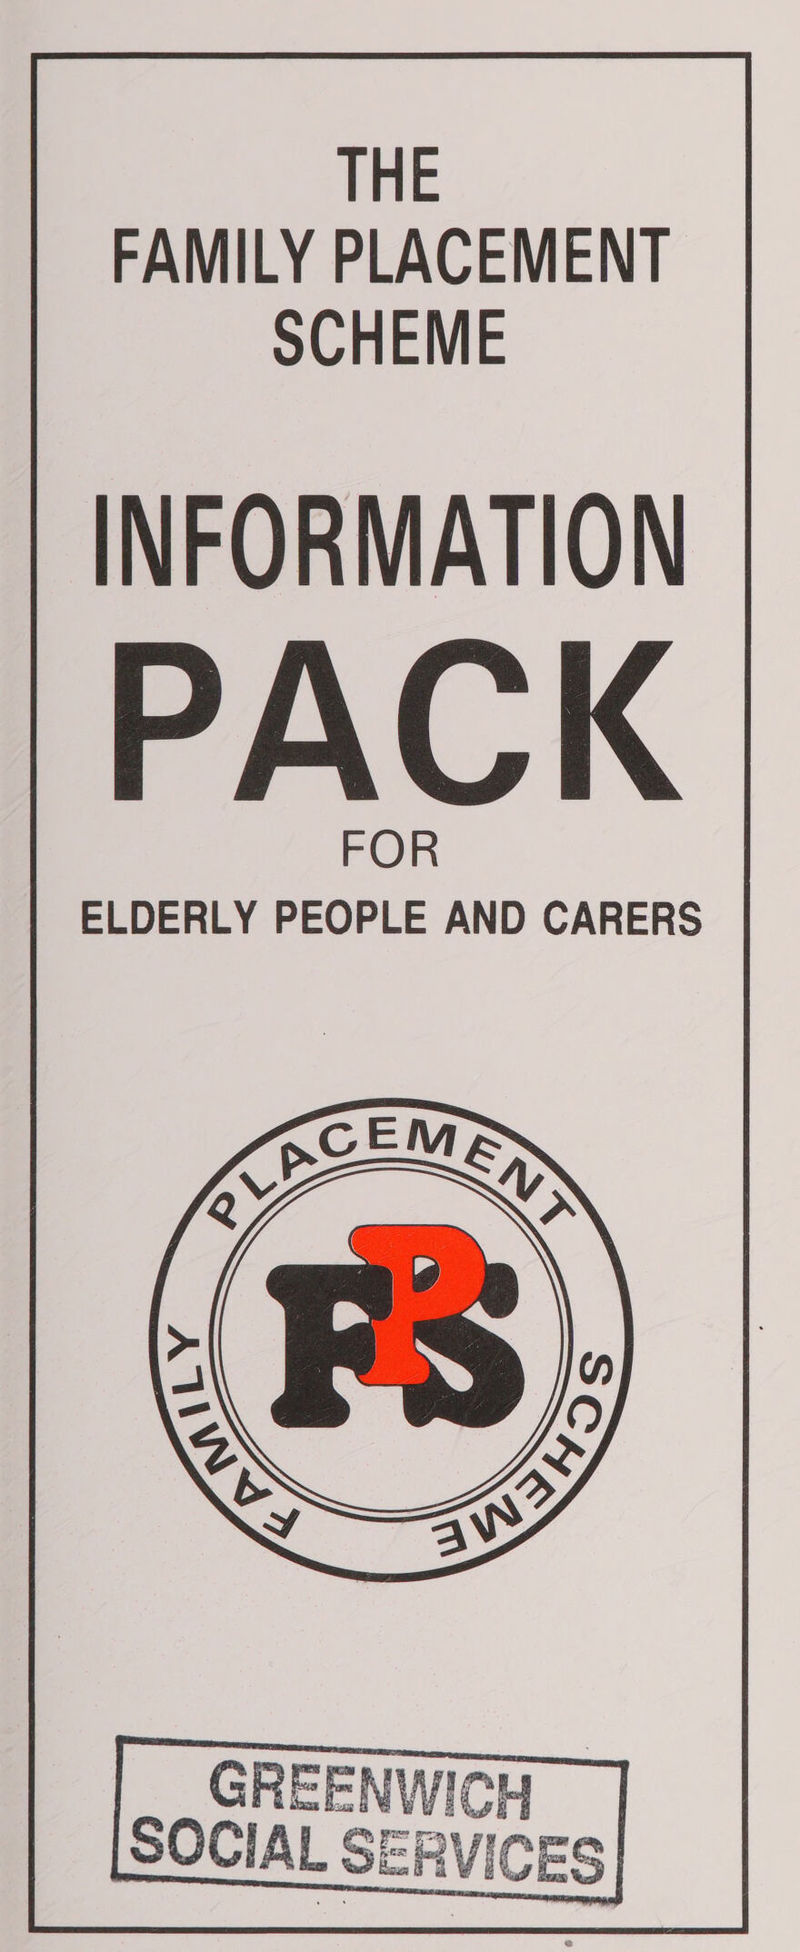 THE
FAMILY PLACEMENT
SCHEME
INFORMATION
PACK
FOR
ELDERLY PEOPLE AND CARERS
FAMILY PLACEMENT SCHEME
FPS
GREENWICH
SOCIAL SERVICES